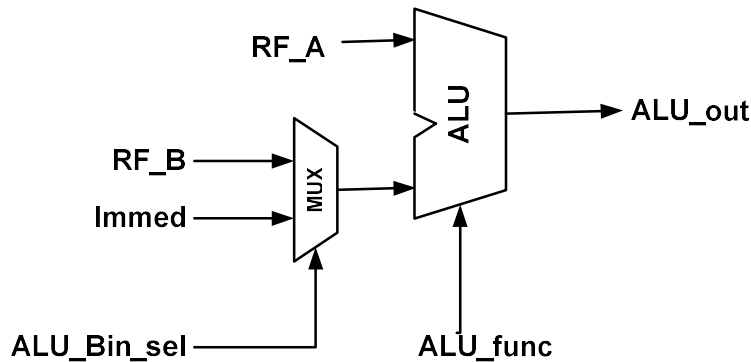 RF_A
ALU
ALU_out
RF_B
MUX
Immed
ALU_Bin_sel
ALU_func